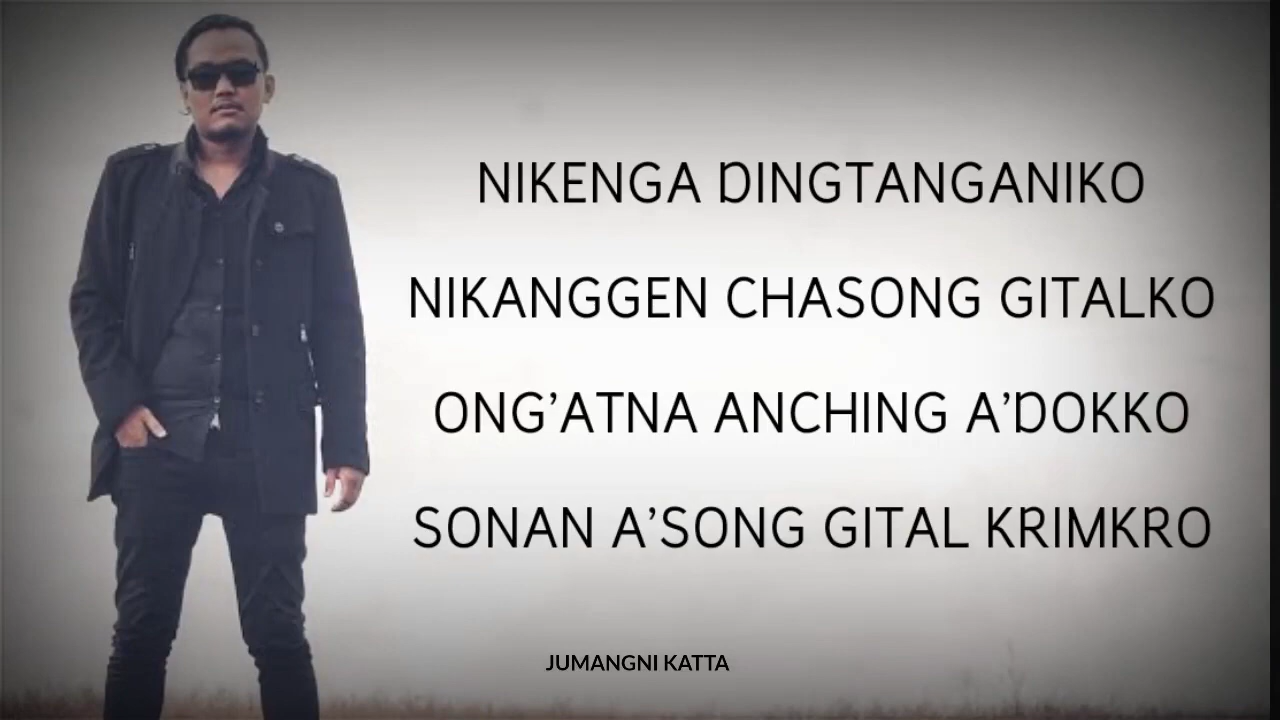 NIKENGA DINGTANGANIKO
NIKANGGEN CHASONG GITALKO
ONG’ATNA ANCHING A’DOKKO
SONAN A’SONG GITAL KRIMKRO
JUMANGNI KATTA